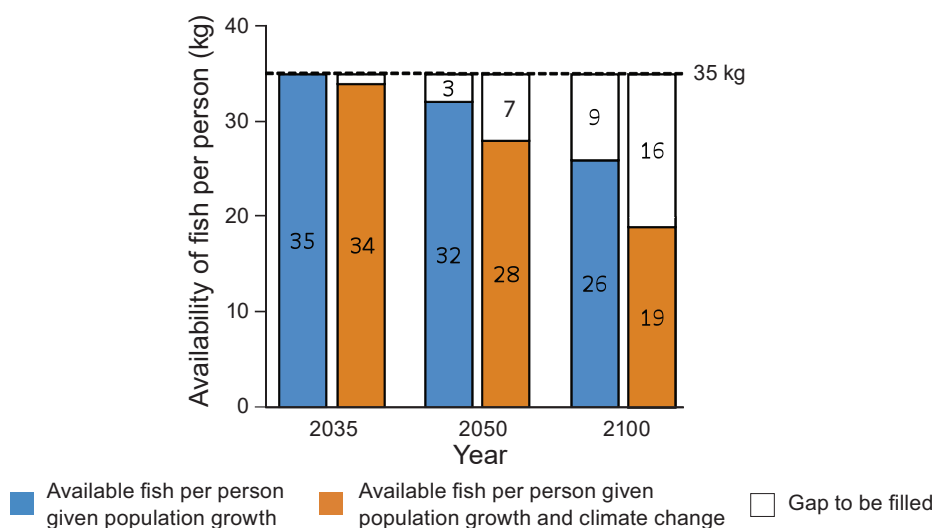 Availability of fish per person (kg)
40
30
20
10
0
35 kg
3
7
9
16
35
34
32
28
26
19
2035
2050
2100
Year
Available fish per person
given population growth
Available fish per person given
population growth and climate change
Gap to be filled